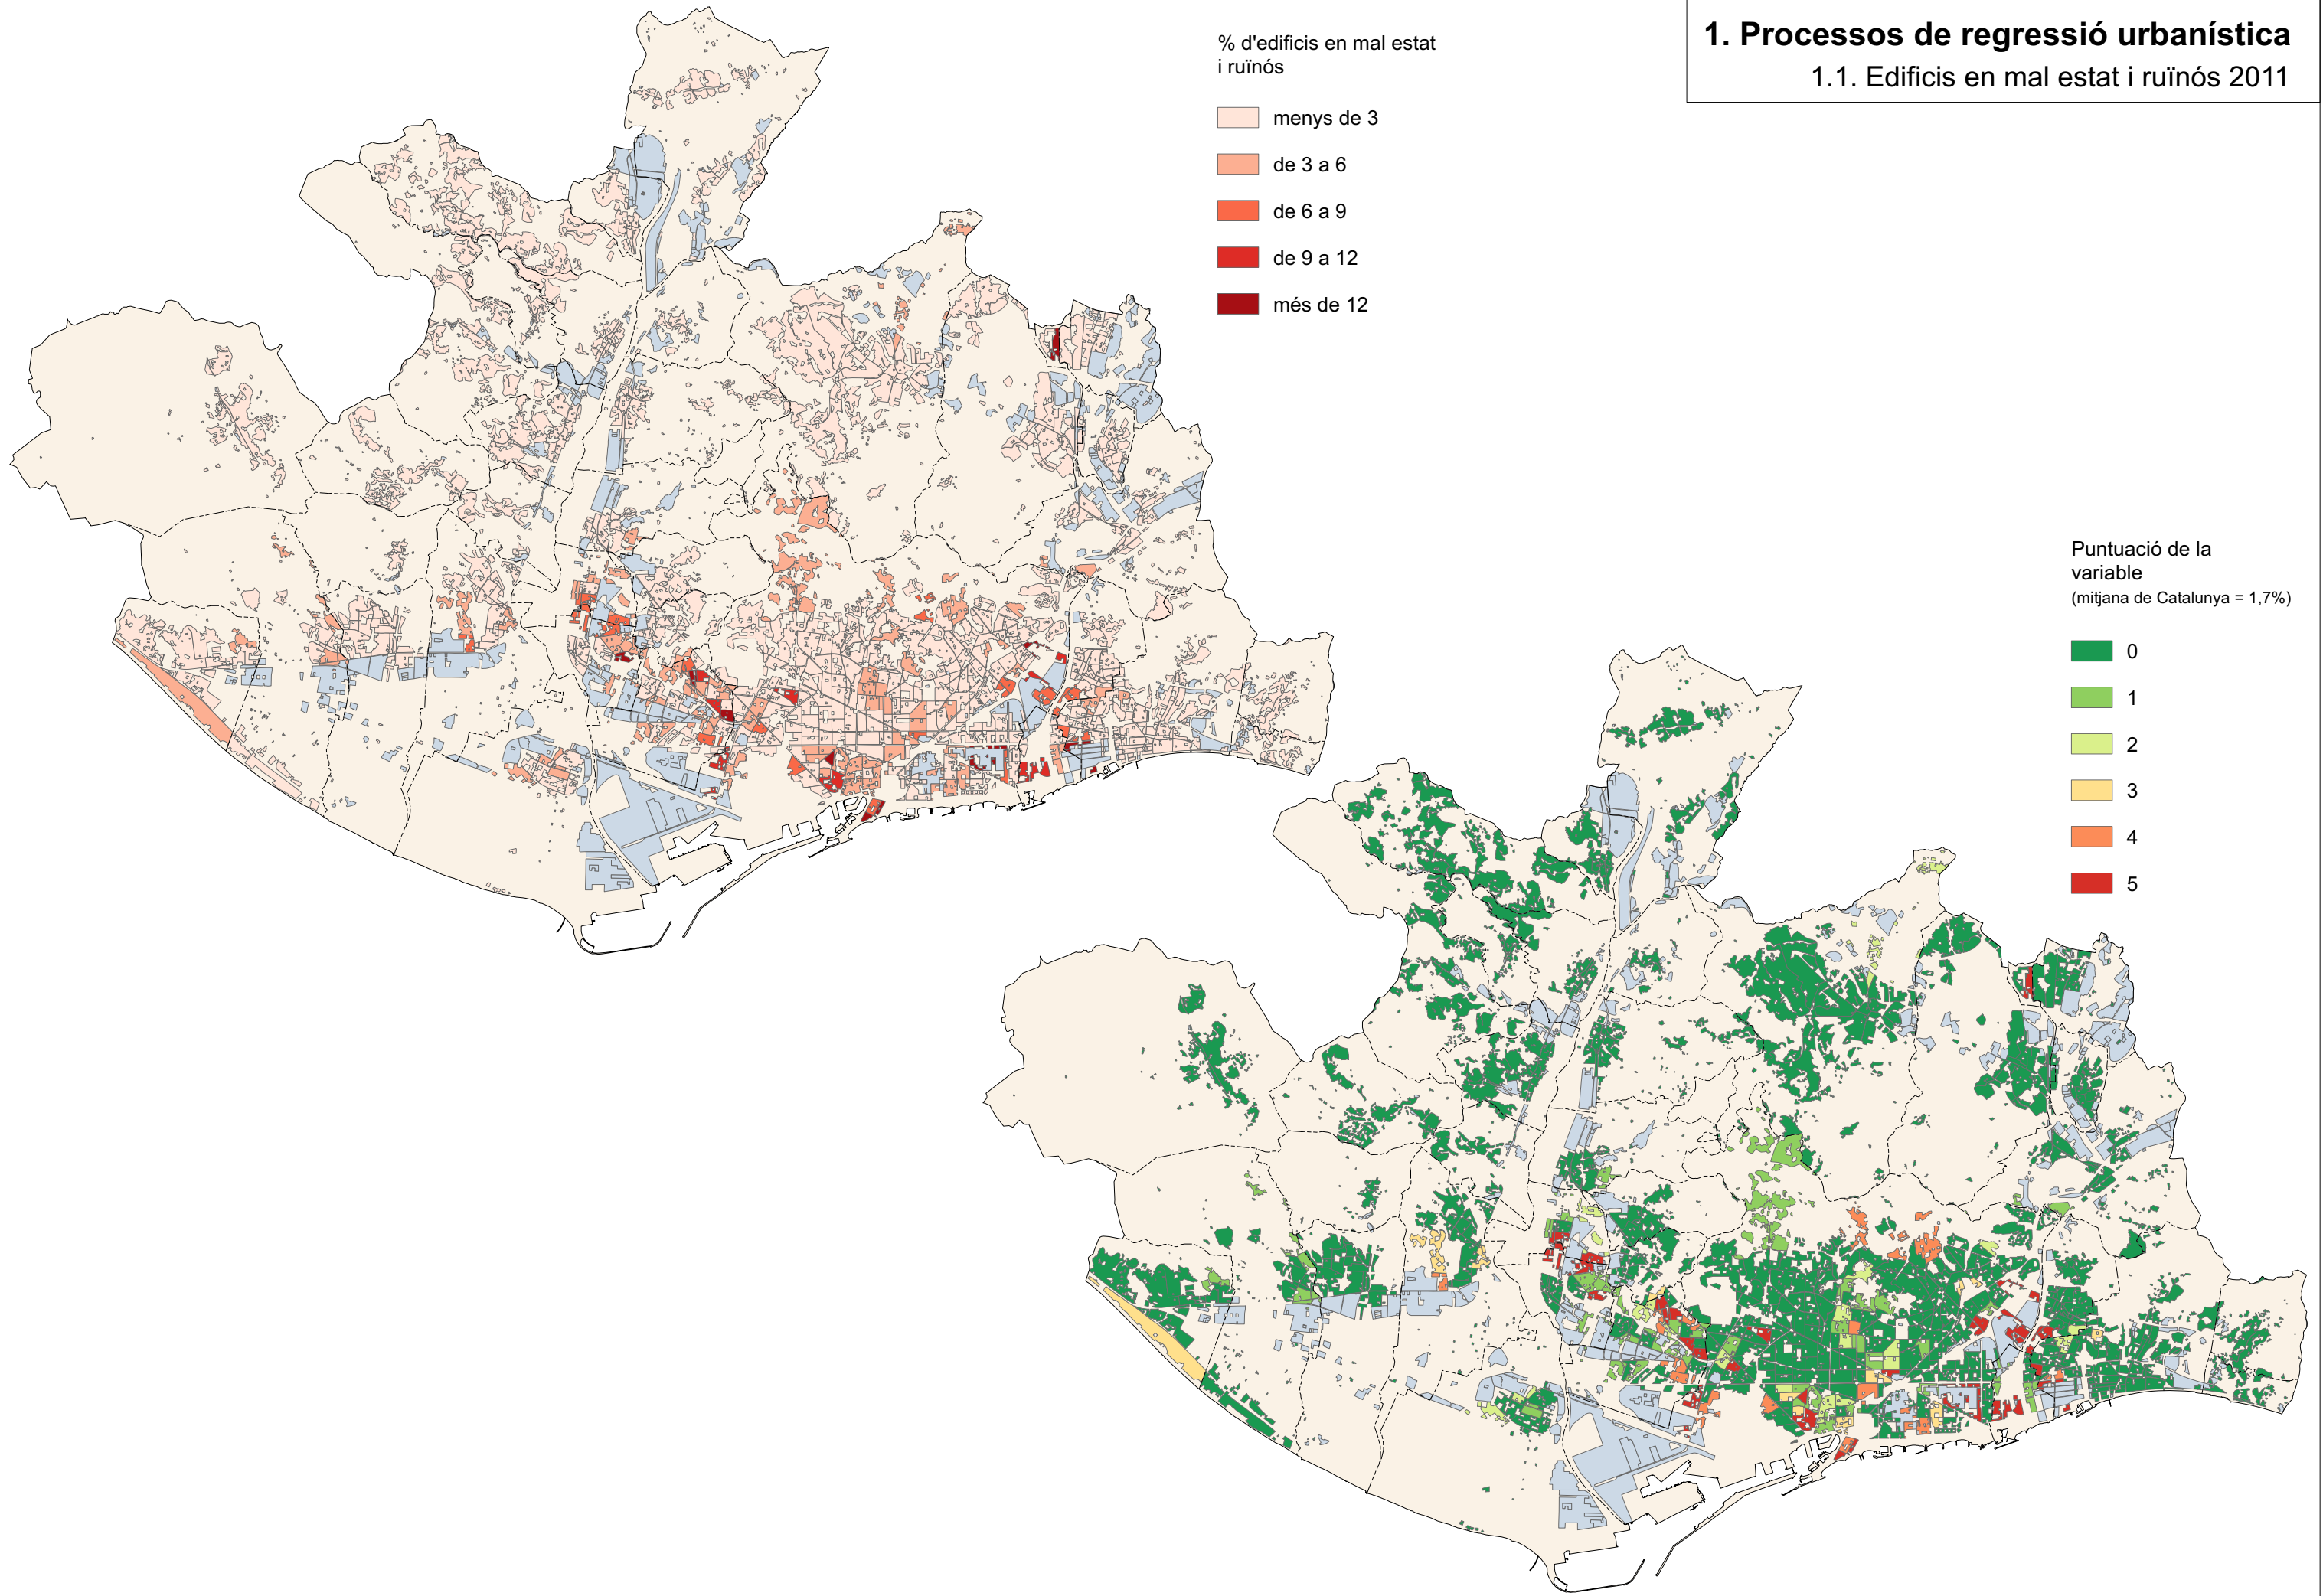 1. Processos de regressió urbanística
1.1. Edificis en mal estat i ruïnós 2011
% d'edificis en mal estat
i ruïnós
menys de 3
de 3 a 6
de 6 a 9
de 9 a 12
més de 12
Puntuació de la
variable
(mitjana de Catalunya = 1,7%)
0
1
2
3
4
5